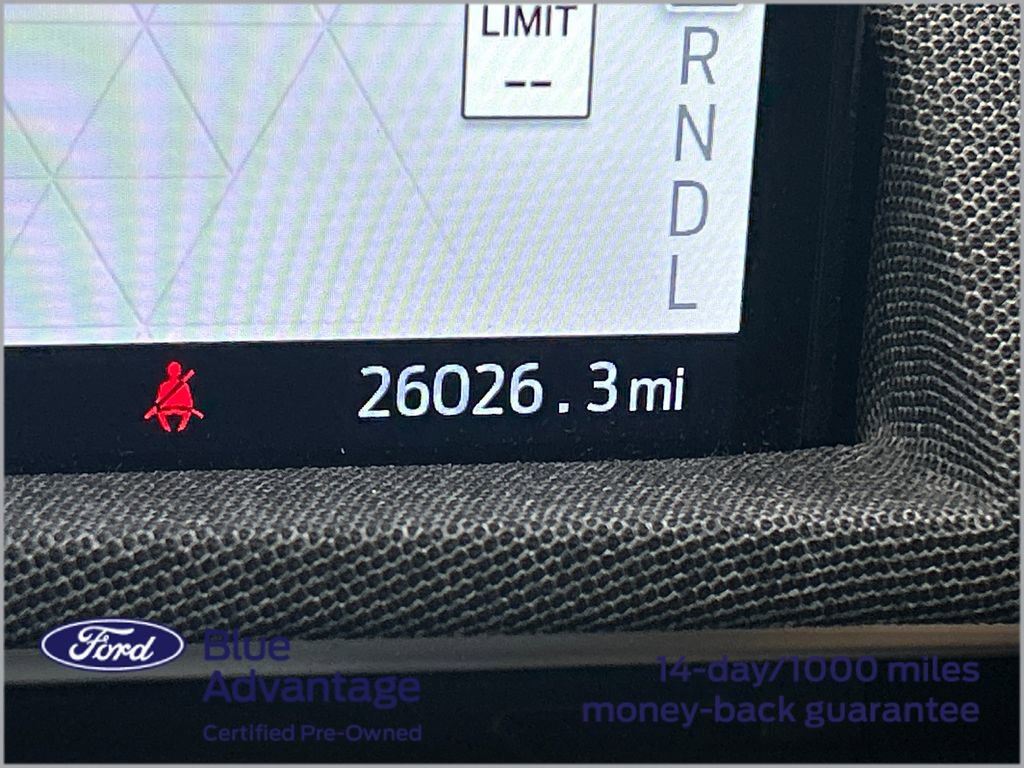 LIMIT
--
R
N
D
L
26026.3mi
Ford
Blue
Advantage
Certified Pre-Owned
14-day/1000 miles
money-back guarantee